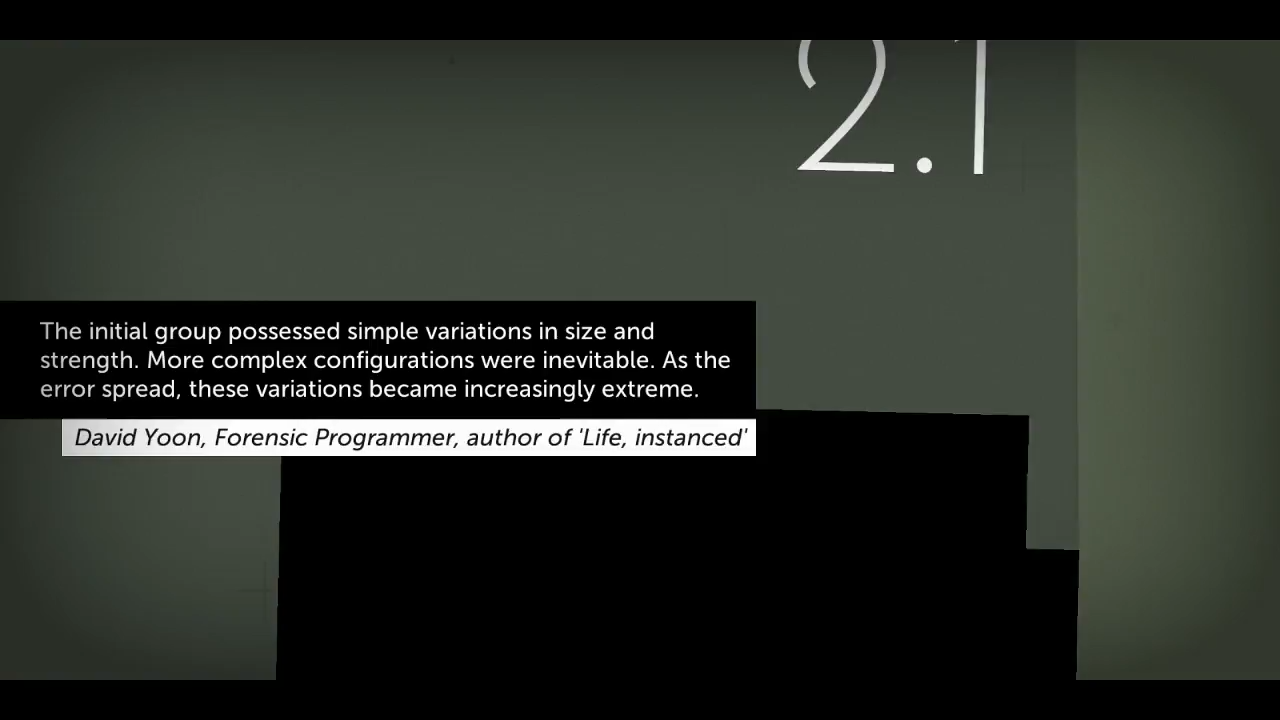 2.1
The initial group possessed simple variations in size and
strength. More complex configurations were inevitable. As the
error spread, these variations became increasingly extreme.
David Yoon, Forensic Programmer, author of 'Life, instanced'